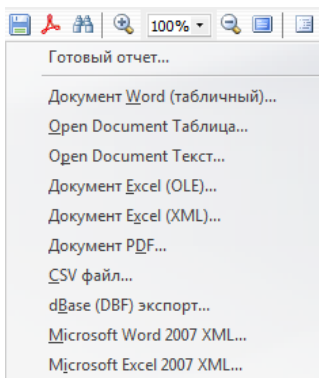 100%
Готовый отчет...
Документ Word (табличный)...
Open Document Таблица...
Open Document Текст...
Документ Excel (OLE)...
Документ Excel (XML)...
Документ PDF...
CSV файл...
dBase (DBF) экспорт...
Microsoft Word 2007 XML...
Microsoft Excel 2007 XML...